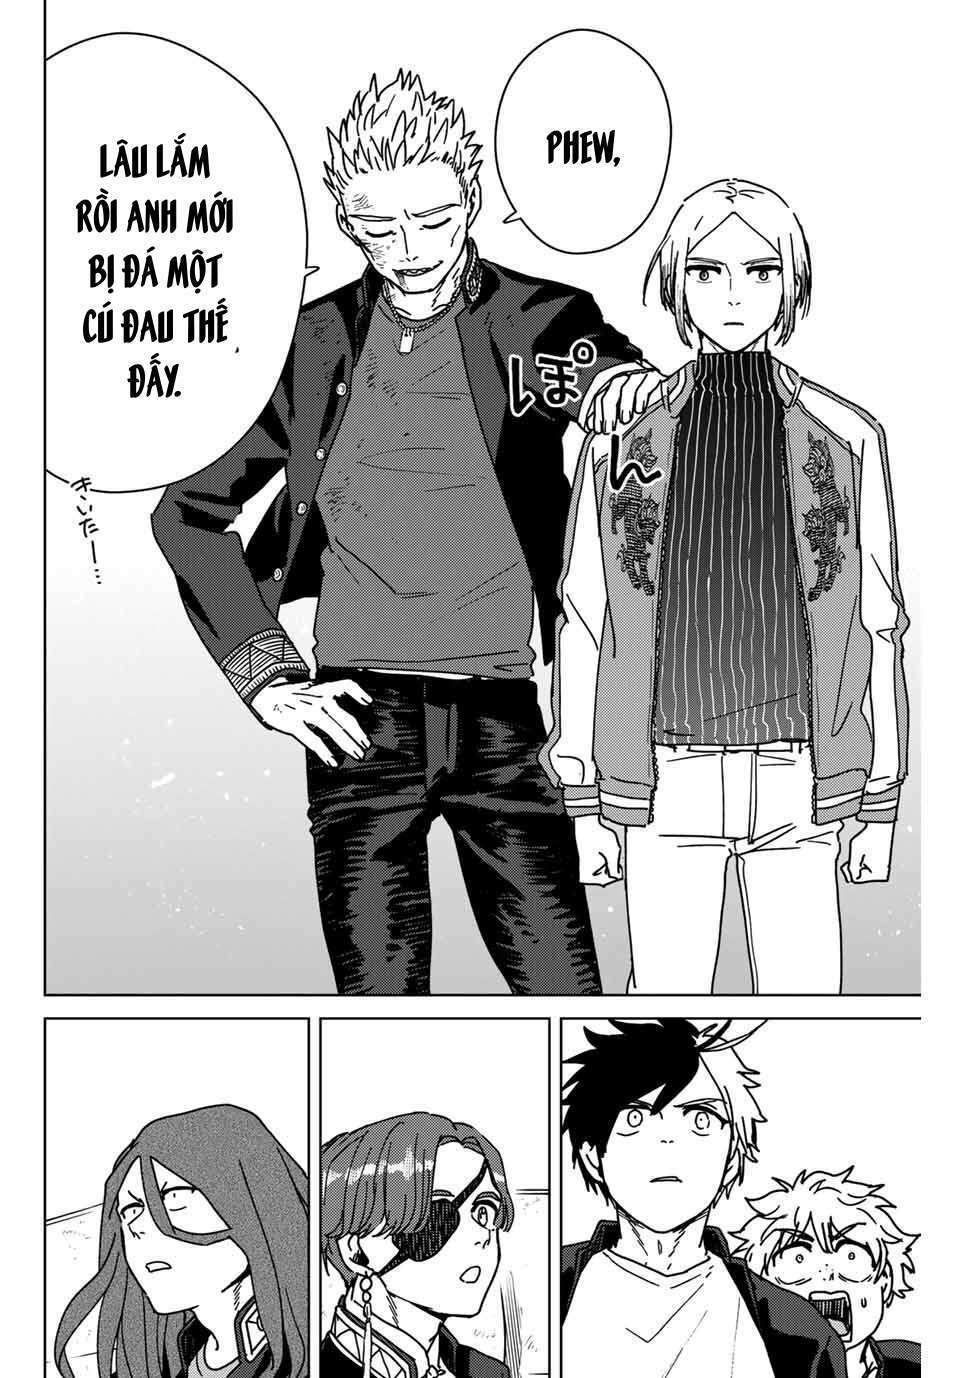 PHEW,
LÂU LẮM
RỒI ANH MỚI
BỊ ĐÁ MỘT
CÚ ĐAU THẾ
ĐẤY.
ぽ
ん
きいたー…